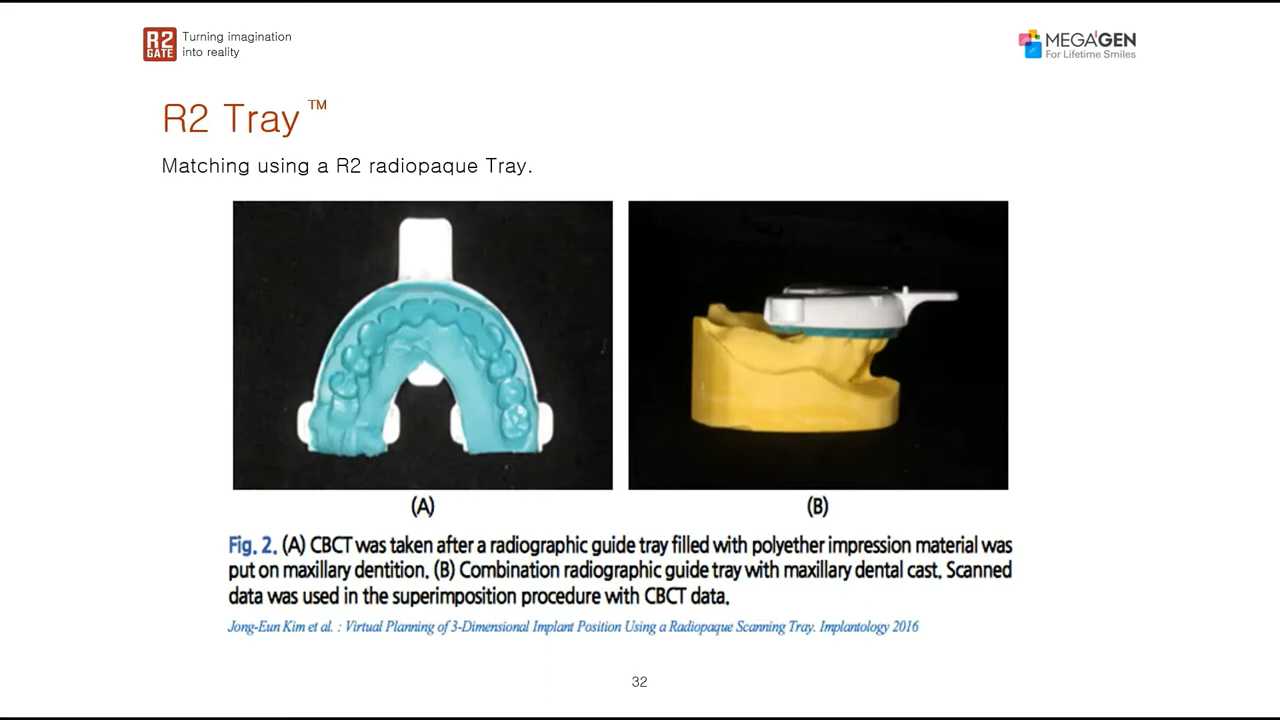 R2
GATE
Turning imagination
into reality
MEGA'GEN
For Lifetime Smiles
R2 Tray™
Matching using a R2 radiopaque Tray.
(A)
(B)
Fig. 2. (A) CBCT was taken after a radiographic guide tray filled with polyether impression material was
put on maxillary dentition. (B) Combination radiographic guide tray with maxillary dental cast. Scanned
data was used in the superimposition procedure with CBCT data.
Jong-Eun Kim et al. : Virtual Planning of 3-Dimensional Implant Position Using a Radiopaque Scanning Tray. Implantology 2016
32